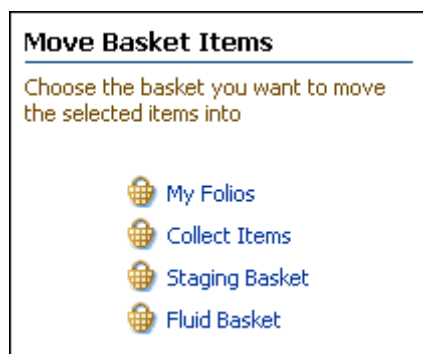 Move Basket Items
Choose the basket you want to move
the selected items into
My Folios
Collect Items
Staging Basket
Fluid Basket